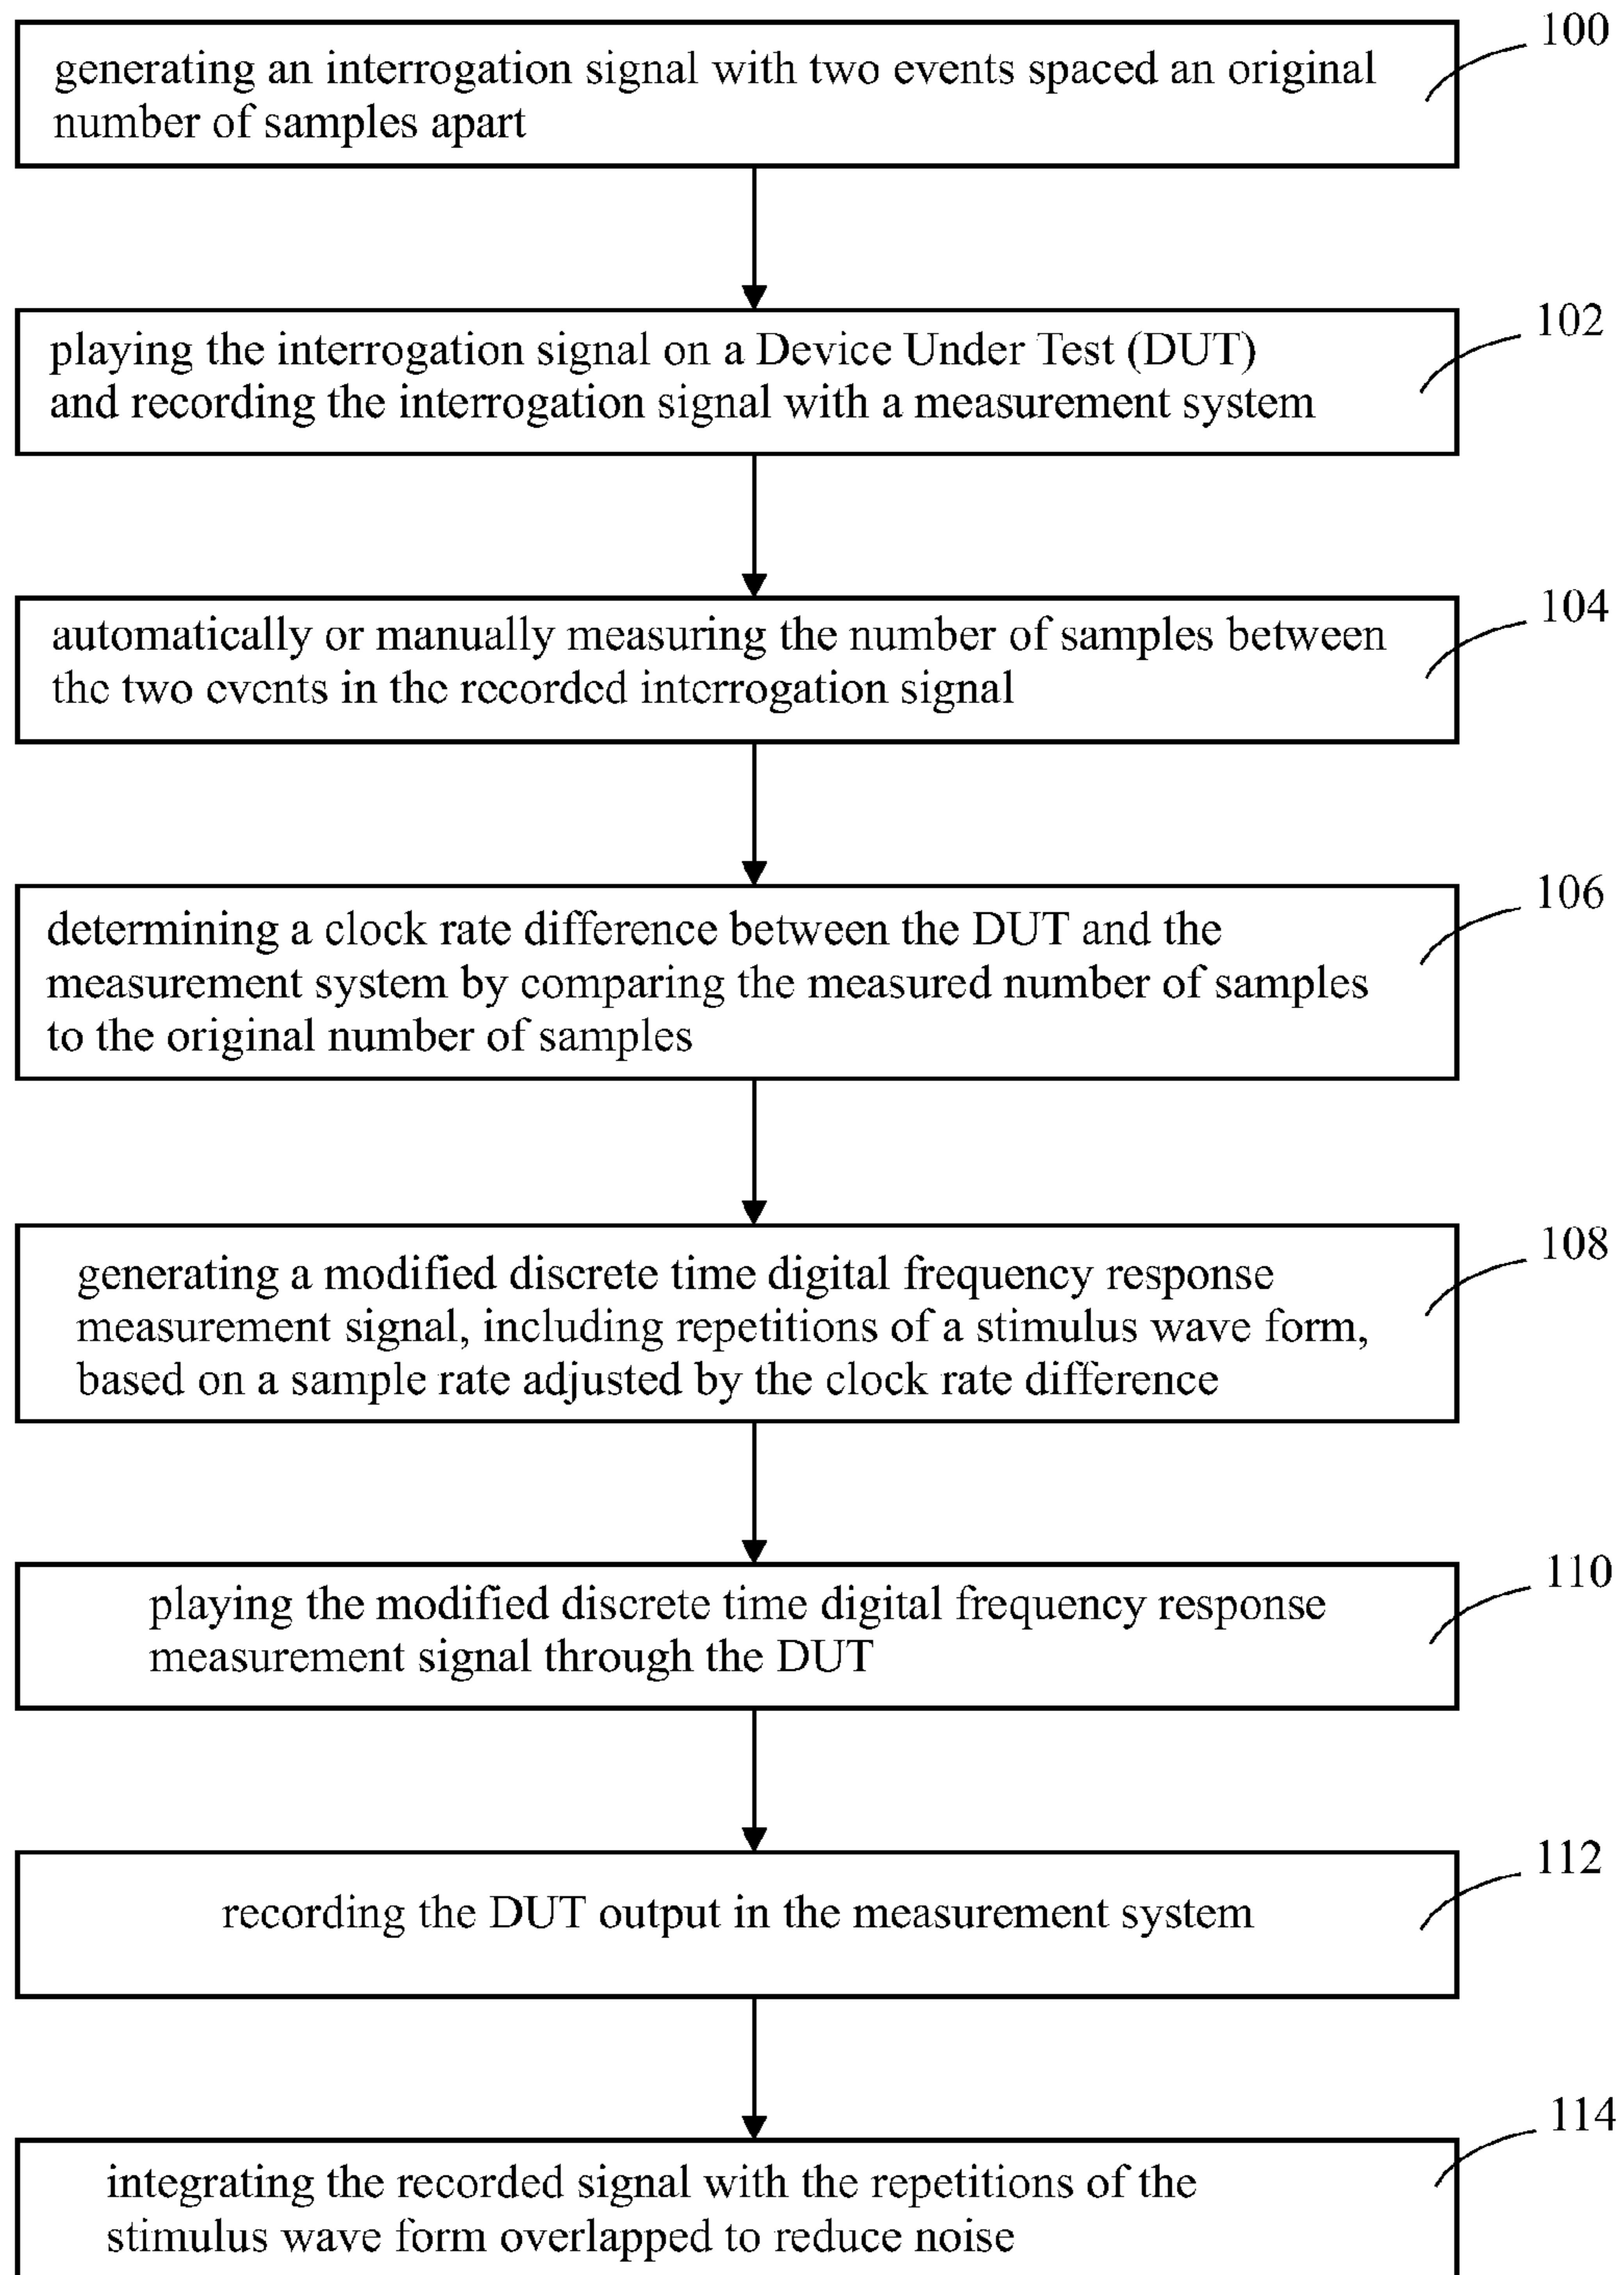 100
generating an interrogation signal with two events spaced an original
number of samples apart
102
playing the interrogation signal on a Device Under Test (DUT)
and recording the interrogation signal with a measurement system
104
automatically or manually measuring the number of samples between
the two events in the recorded interrogation signal
106
determining a clock rate difference between the DUT and the
measurement system by comparing the measured number of samples
to the original number of samples
108
generating a modified discrete time digital frequency response
measurement signal, including repetitions of a stimulus wave form,
based on a sample rate adjusted by the clock rate difference
110
playing the modified discrete time digital frequency response
measurement signal through the DUT
112
recording the DUT output in the measurement system
114
integrating the recorded signal with the repetitions of the
stimulus wave form overlapped to reduce noise